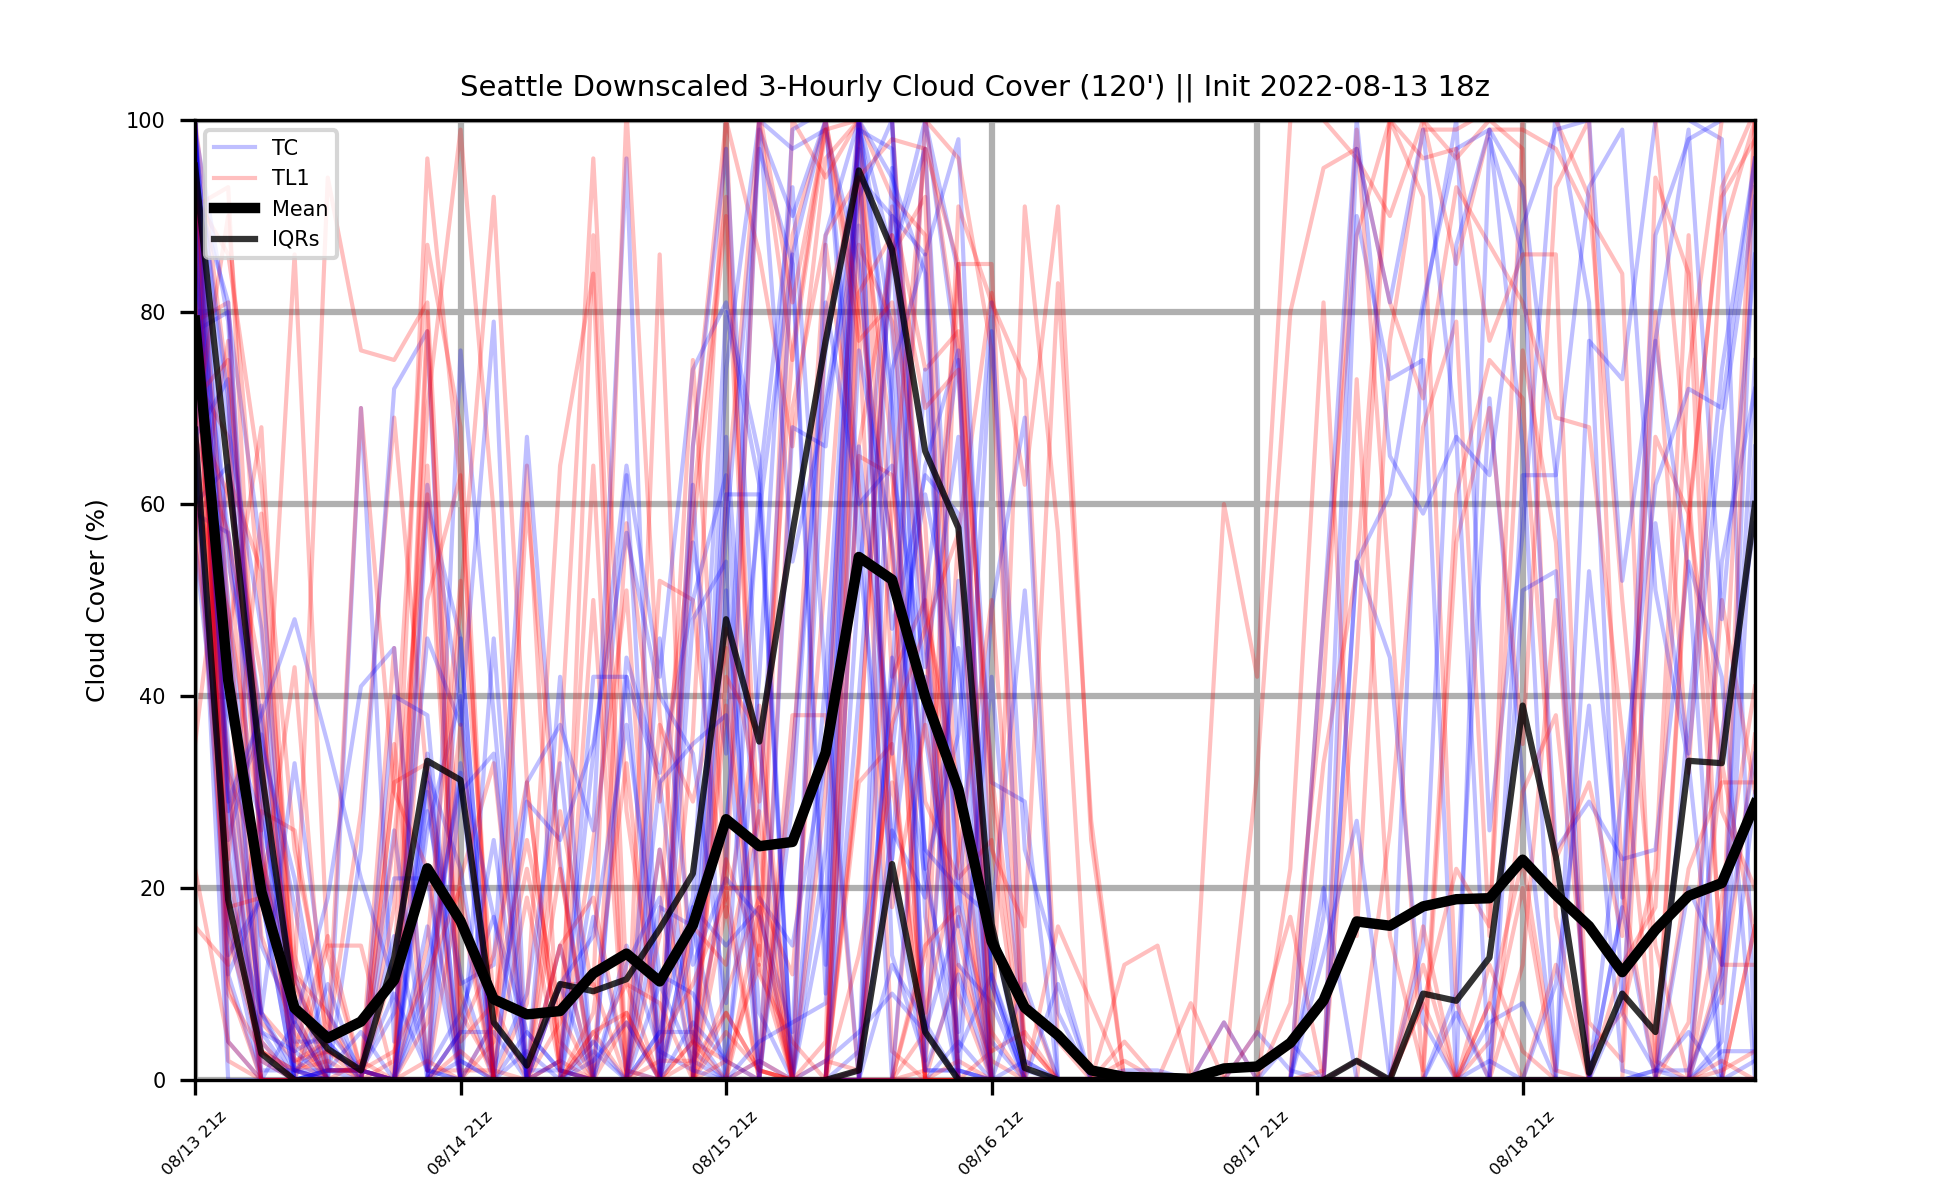 Seattle Downscaled 3-Hourly Cloud Cover (120') || Init 2022-08-13 18z
TC
TL1
Mean
IQRs
Cloud Cover (%)
100
80
60
40
20
0
08/13 21z
08/14 21z
08/15 21z
08/16 21z
08/17 21z
08/18 21z